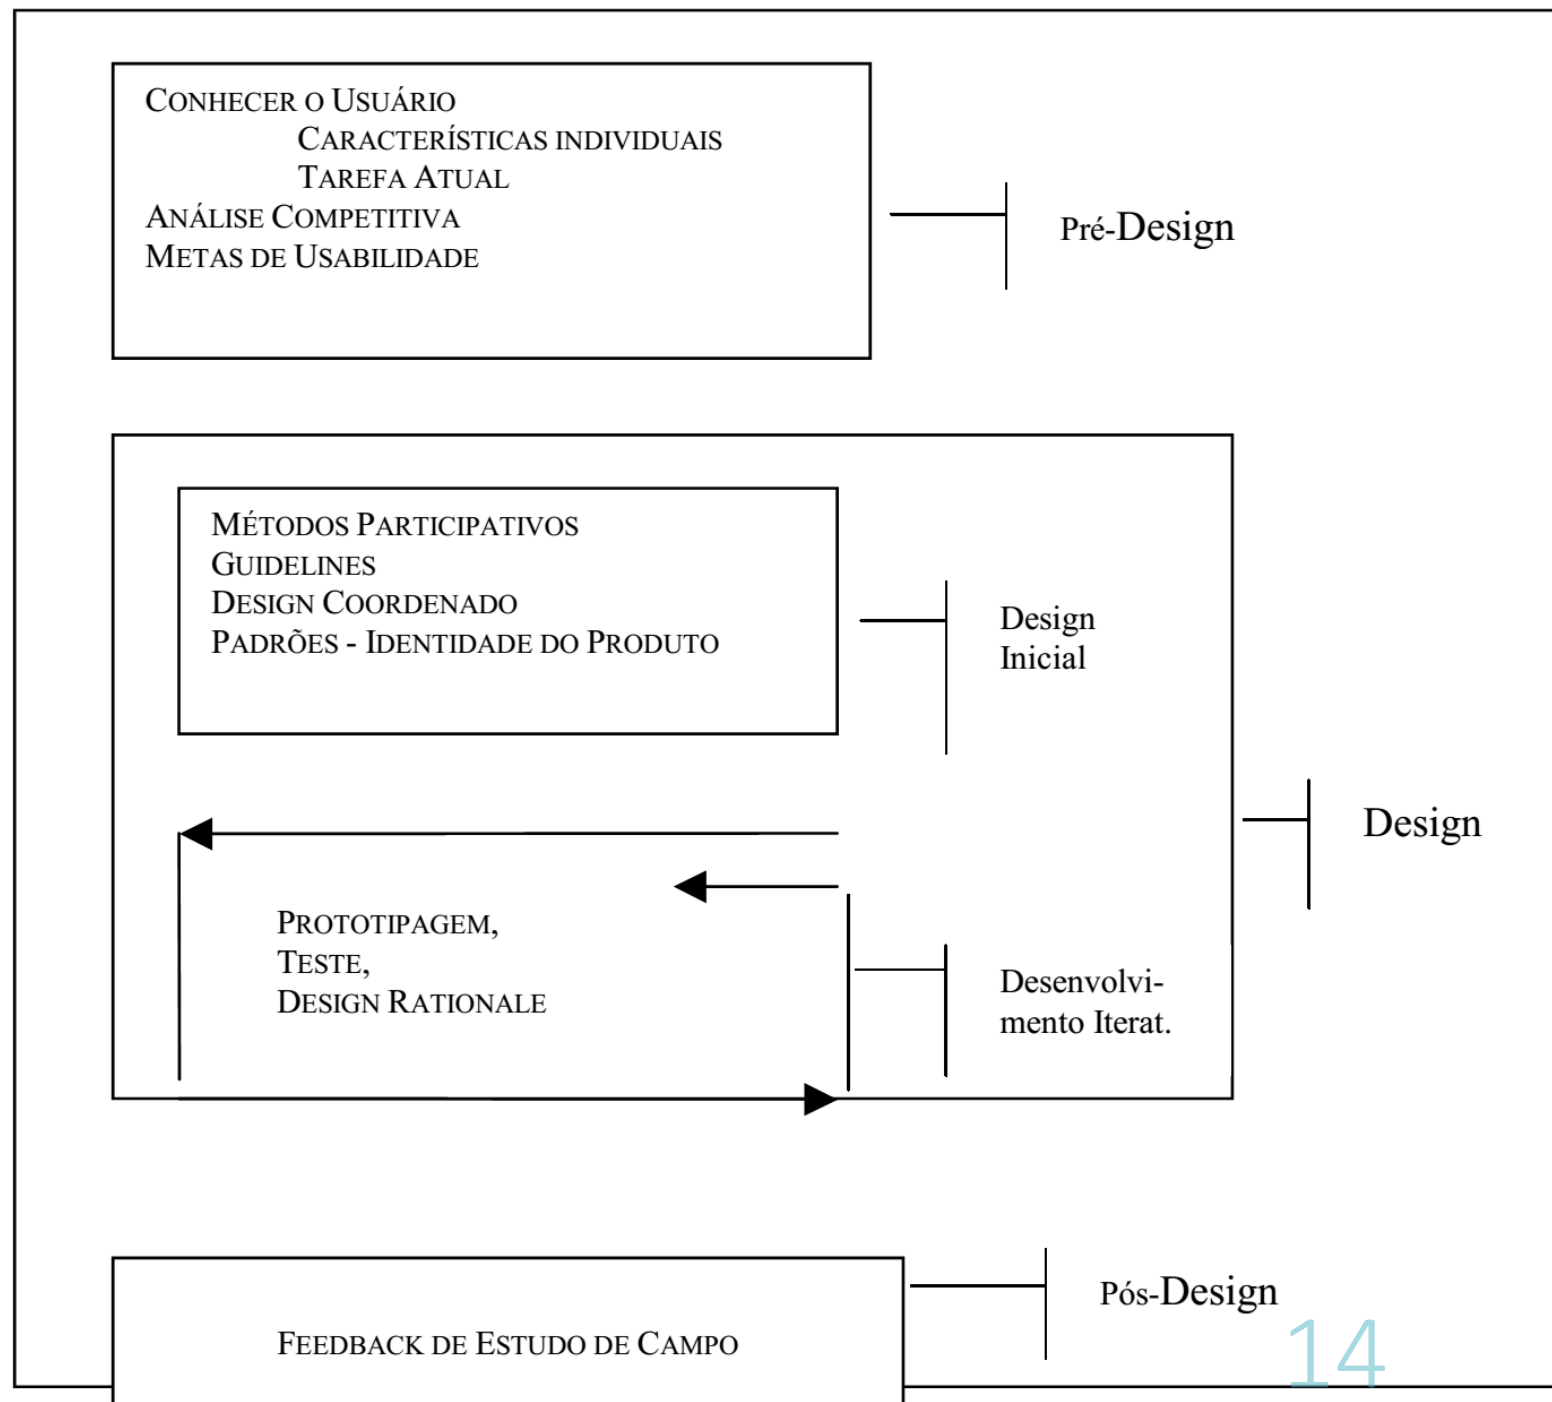 CONHECER O USUÁRIO
CARACTERÍSTICAS INDIVIDUAIS
TAREFA ATUAL
ANÁLISE COMPETITIVA
METAS DE USABILIDADE
Pré-Design
MÉTODOS PARTICIPATIVOS
GUIDELINES
DESIGN COORDENADO
PADRÕES - IDENTIDADE DO PRODUTO
Design
Inicial
Design
PROTOTIPAGEM,
TESTE,
DESIGN RATIONALE
Desenvolvi-
mento Iterat.
Pós-Design
FEEDBACK DE ESTUDO DE CAMPO
14